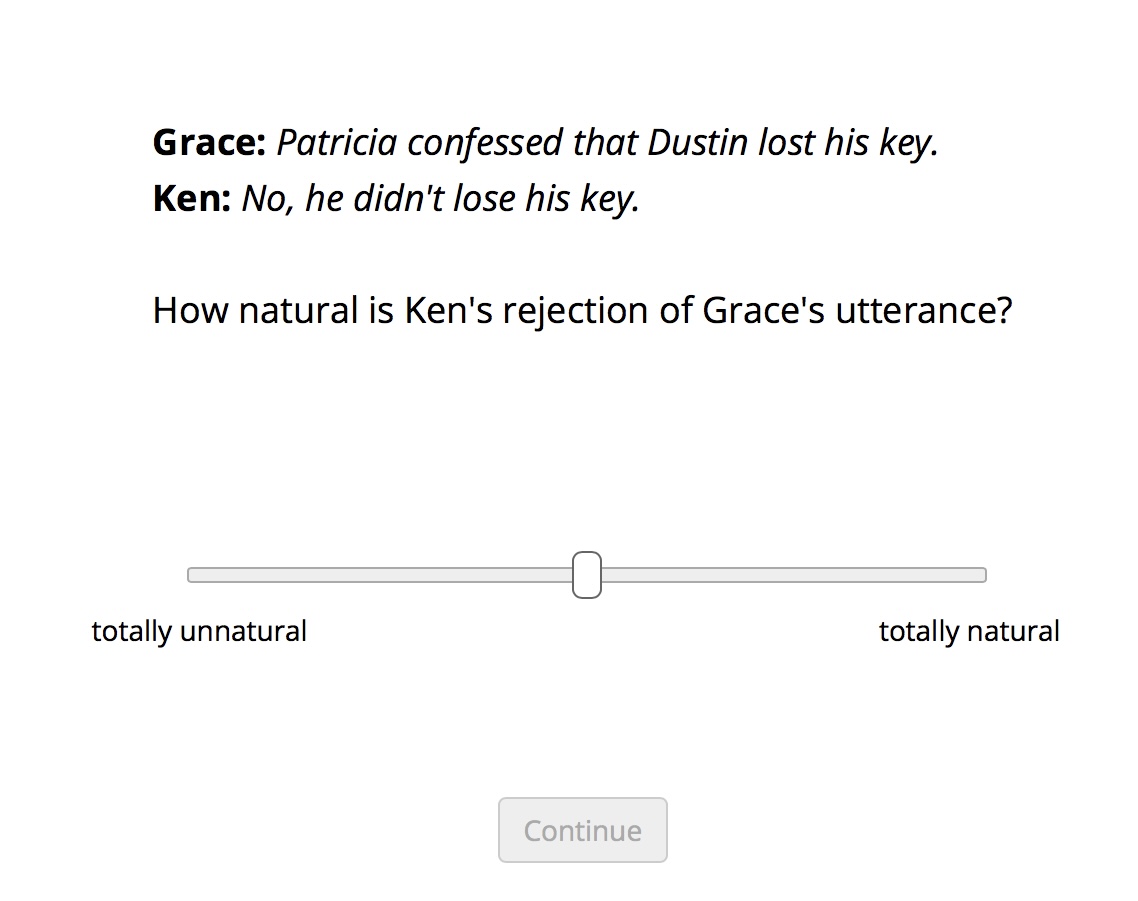 Grace: Patricia confessed that Dustin lost his key.
Ken: No, he didn't lose his key.
How natural is Ken's rejection of Grace's utterance?
totally unnatural
totally natural
Continue